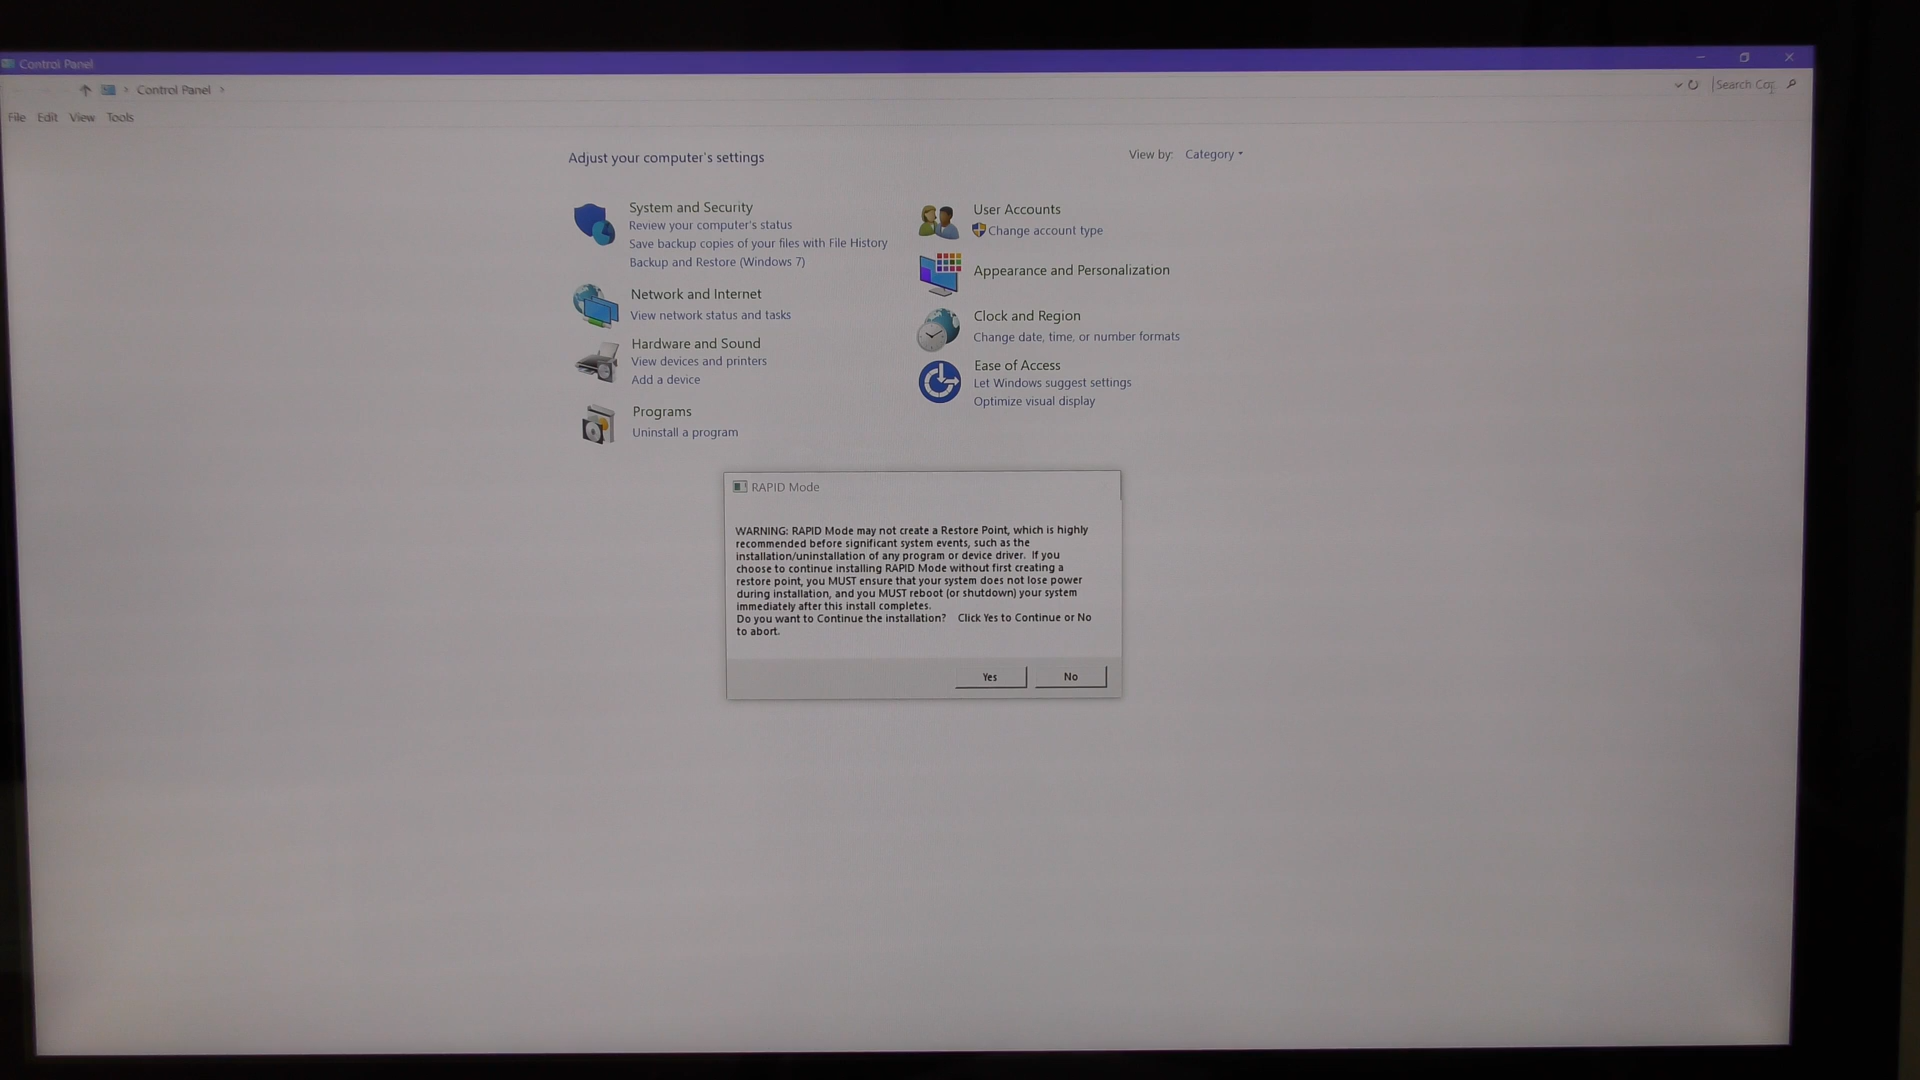 Control Panel
Control Panel
File Edit View Tools
Adjust your computer's settings
View by: Category
System and Security
Review your computer's status
Save backup copies of your files with File History
Backup and Restore (Windows 7)
Network and Internet
View network status and tasks
Hardware and Sound
View devices and printers
Add a device
Programs
Uninstall a program
User Accounts
Change account type
Appearance and Personalization
Clock and Region
Change date, time, or number formats
Ease of Access
Let Windows suggest settings
Optimize visual display
RAPID Mode
WARNING: RAPID Mode may not create a Restore Point, which is highly
recommended before significant system events, such as the
installation/uninstallation of any program or device driver. If you
choose to continue installing RAPID Mode without first creating a
restore point, you MUST ensure that your system does not lose power
during installation, and you MUST reboot (or shutdown) your system
immediately after this install completes.
Do you want to Continue the installation? Click Yes to Continue or No
to abort.
Yes No
Search